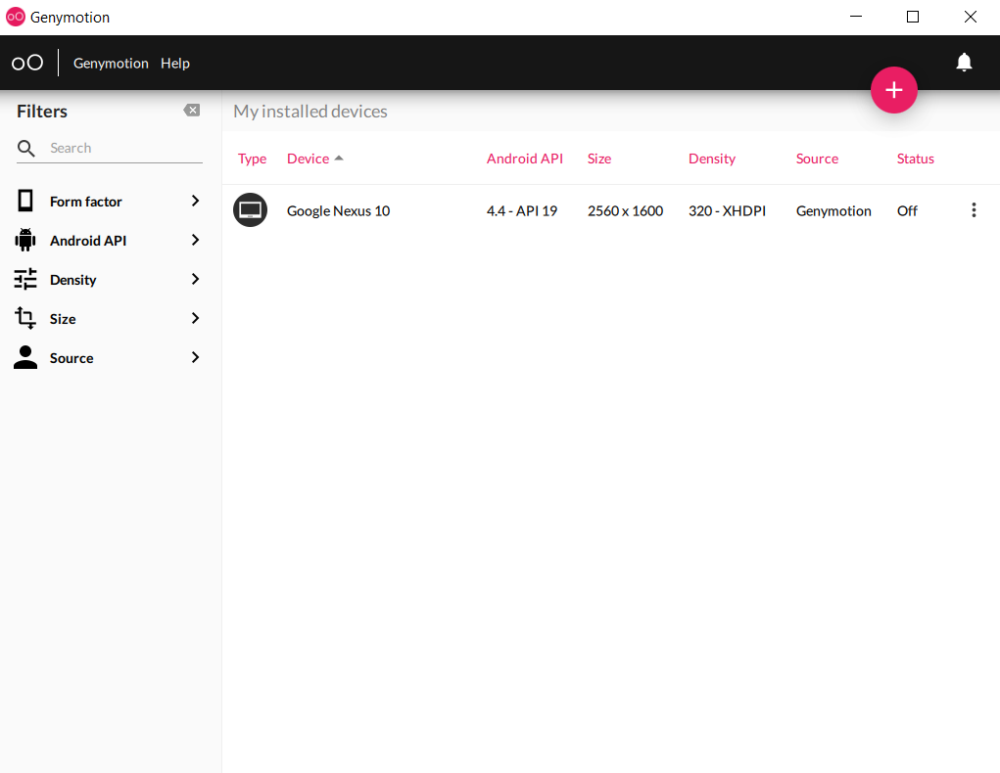 Genymotion
Genymotion Help
Filters
Search
Form factor
Android API
Density
Size
Source
My installed devices
Type Device Android API Size Density Source Status
Google Nexus 10 4.4 - API 19 2560 x 1600 320 - XHDPI Genymotion Off